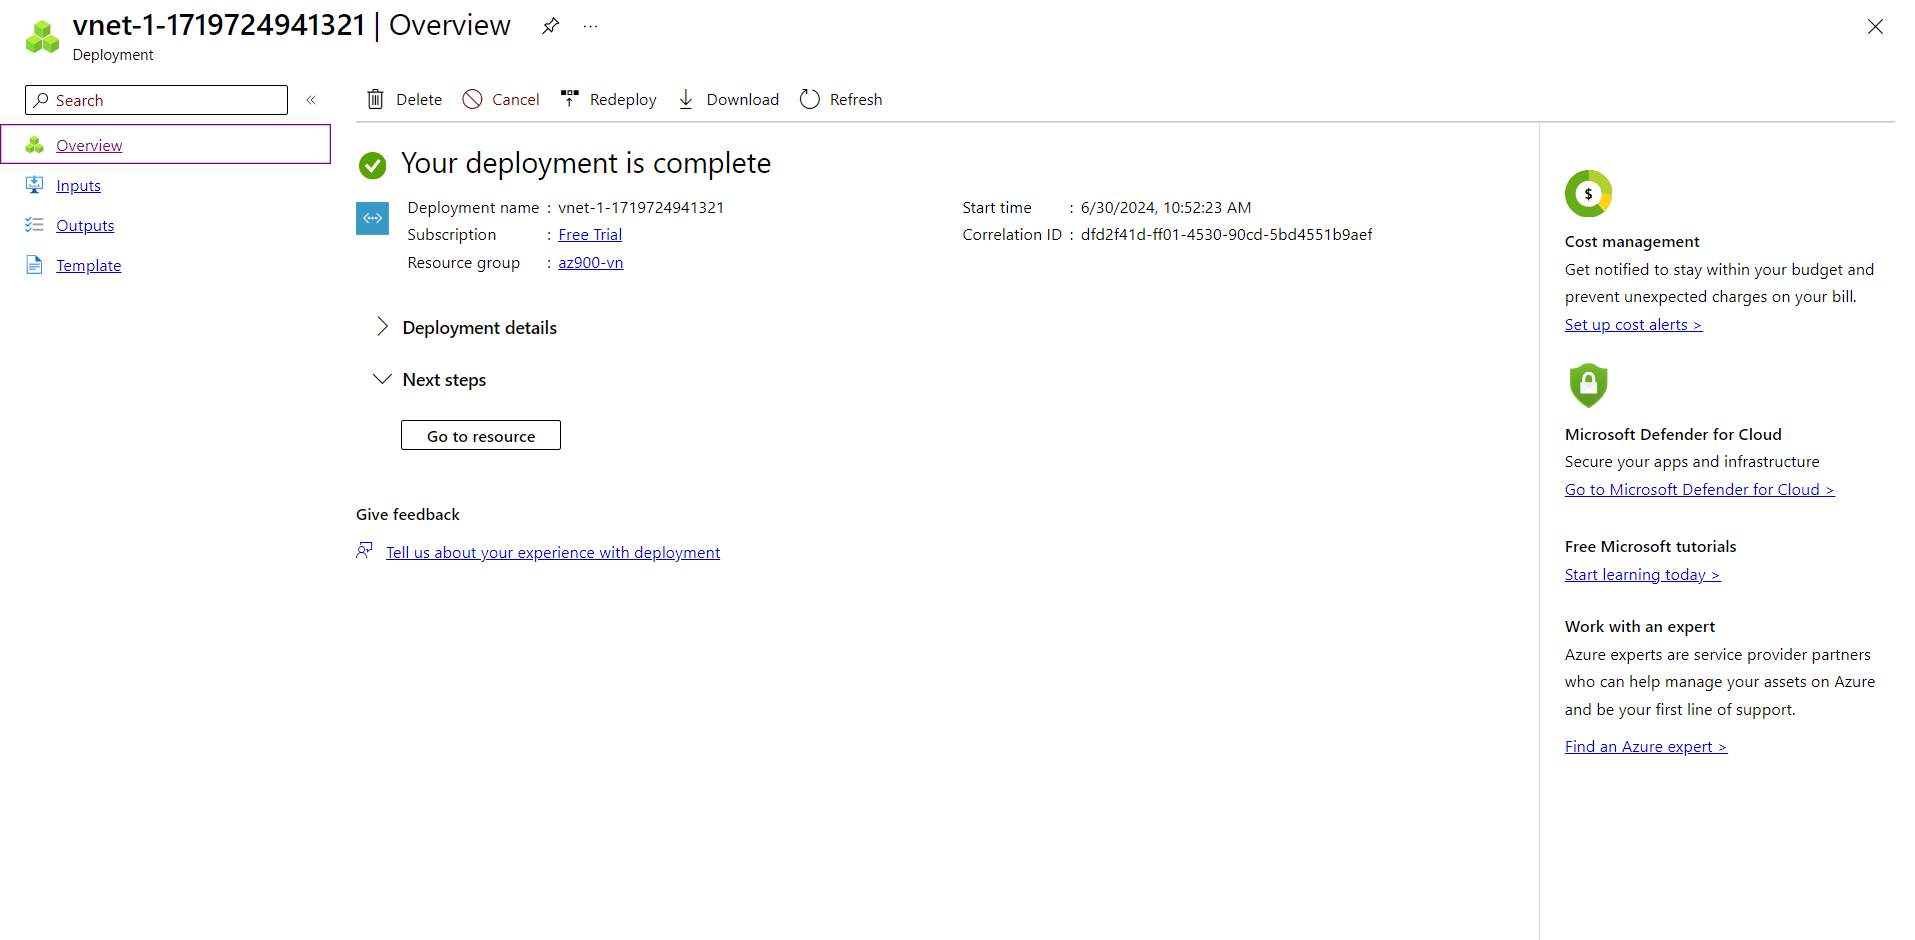 vnet-1-1719724941321 | Overview
Deployment
Search
Overview
Inputs
Outputs
Template
Delete Cancel Redeploy Download Refresh
Your deployment is complete
Deployment name : vnet-1-1719724941321
Subscription : Free Trial
Resource group : az900-vn
Start time : 6/30/2024, 10:52:23 AM
Correlation ID : dfd2f41d-ff01-4530-90cd-5bd4551b9aef
Deployment details
Next steps
Go to resource
Give feedback
Tell us about your experience with deployment
$
Cost management
Get notified to stay within your budget and
prevent unexpected charges on your bill.
Set up cost alerts >
Microsoft Defender for Cloud
Secure your apps and infrastructure
Go to Microsoft Defender for Cloud >
Free Microsoft tutorials
Start learning today >
Work with an expert
Azure experts are service provider partners
who can help manage your assets on Azure
and be your first line of support.
Find an Azure expert >